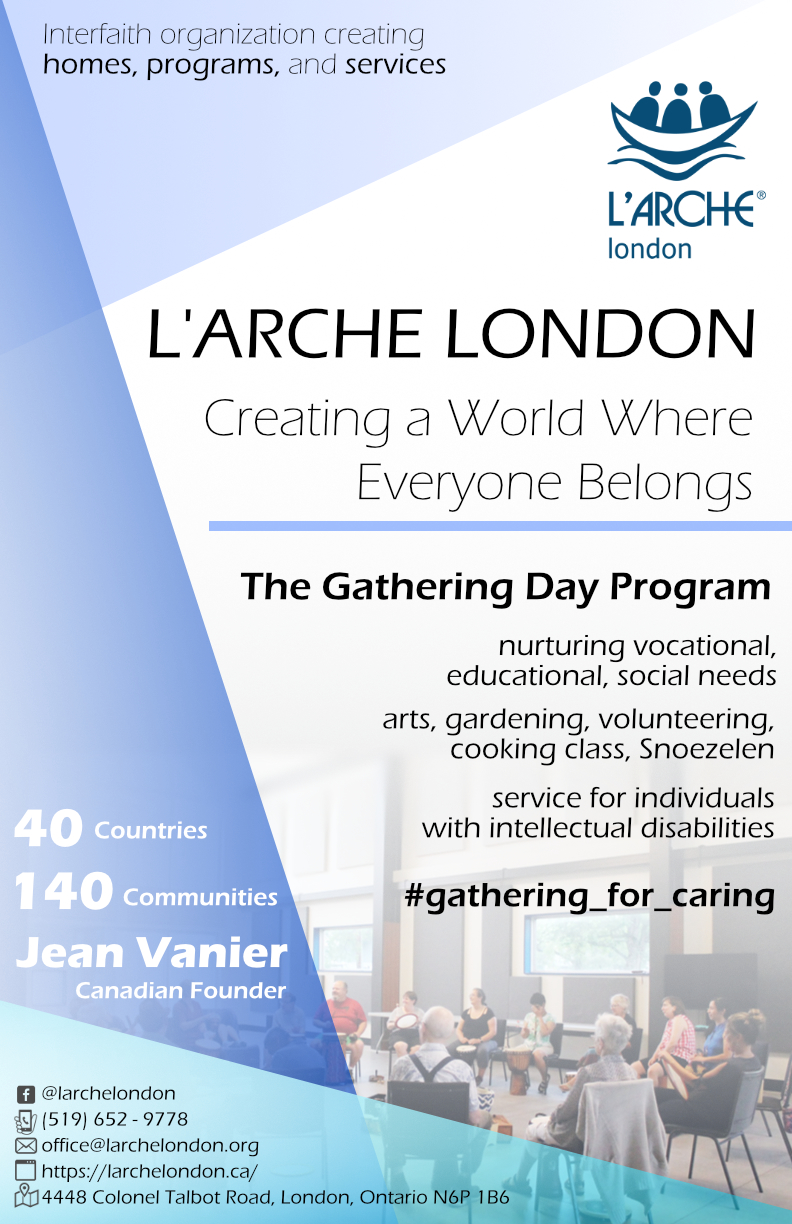 Interfaith organization creating
homes, programs, and services
L'ARCHE®
london
L'ARCHE LONDON
Creating a World Where
Everyone Belongs
The Gathering Day Program
nurturing vocational,
educational, social needs
arts, gardening, volunteering,
cooking class, Snoezelen
service for individuals
with intellectual disabilities
#gathering_for_caring
40 Countries
140 Communities
Jean Vanier
Canadian Founder
@larchelondon
(519) 652 - 9778
office@larchelondon.org
https://larchelondon.ca/
4448 Colonel Talbot Road, London, Ontario N6P 1B6